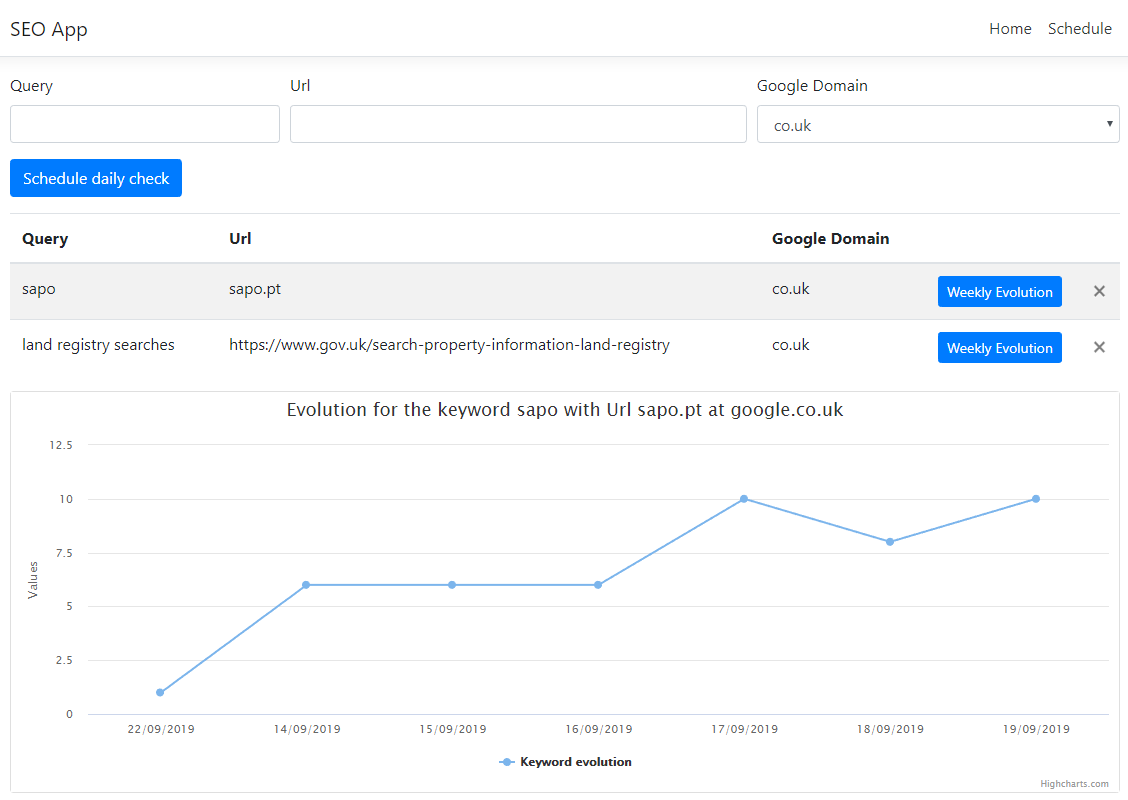 SEO App Home Schedule
Query Url Google Domain
co.uk
Schedule daily check
Query Url Google Domain
sapo sapo.pt co.uk Weekly Evolution ×
land registry searches https://www.gov.uk/search-property-information-land-registry co.uk Weekly Evolution ×
Evolution for the keyword sapo with Url sapo.pt at google.co.uk
Values
12.5
10
7.5
5
2.5
0
22/09/2019 14/09/2019 15/09/2019 16/09/2019 17/09/2019 18/09/2019 19/09/2019
Keyword evolution
Highcharts.com